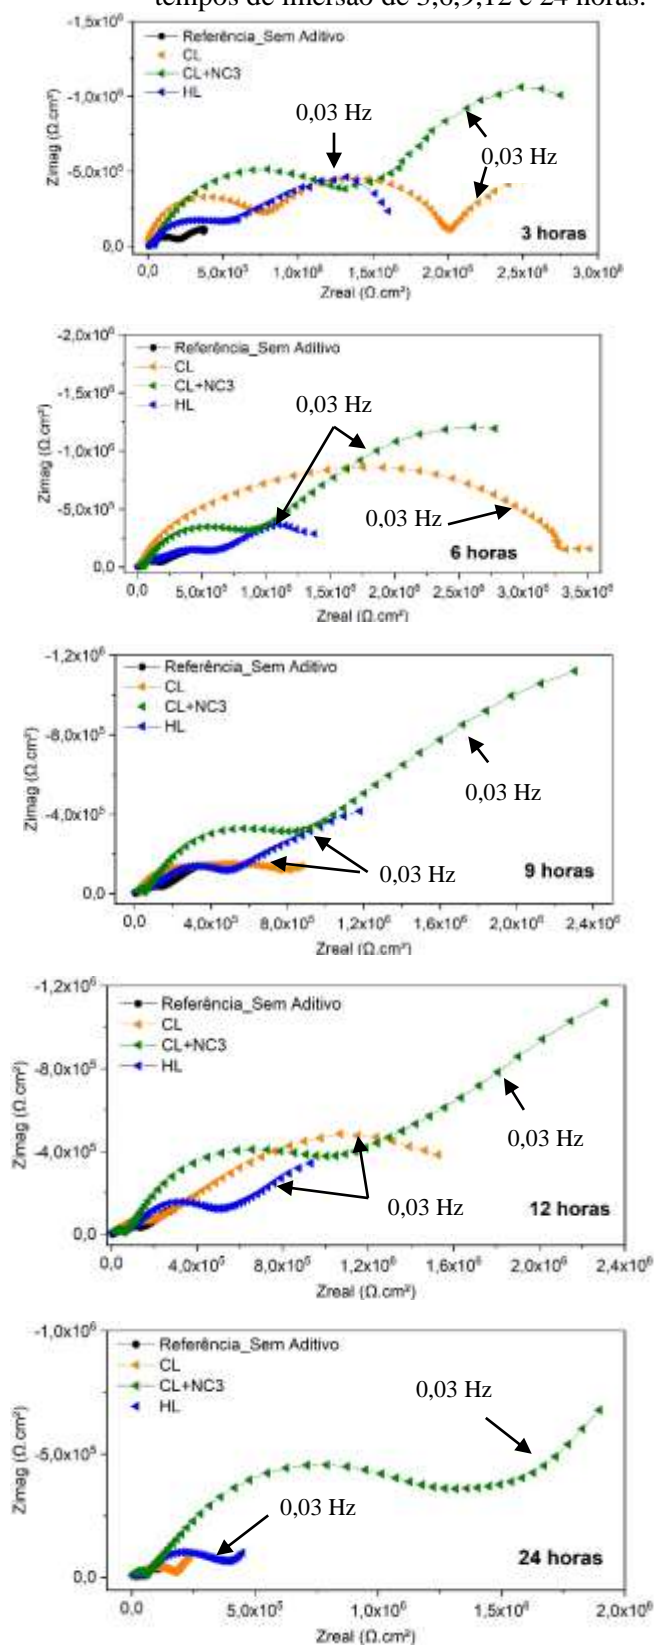 tempos de imersão de 3,6,9,12 e 24 horas.
-1,5x10⁶
-1,0x10⁶
-5,0x10⁵
0,0
Zimag (Ω.cm²)
Referência_Sem Aditivo
CL
CL+NC3
HL
0,03 Hz
0,03 Hz
3 horas
0,0 5,0x10⁵ 1,0x10⁶ 1,5x10⁶ 2,0x10⁶ 2,5x10⁶ 3,0x10⁶
Zreal (Ω.cm²)
-2,0x10⁶
-1,5x10⁶
-1,0x10⁶
-5,0x10⁵
0,0
Zimag (Ω.cm²)
Referência_Sem Aditivo
CL
CL+NC3
HL
0,03 Hz
0,03 Hz
6 horas
0,0 5,0x10⁵ 1,0x10⁶ 1,5x10⁶ 2,0x10⁶ 2,5x10⁶ 3,0x10⁶ 3,5x10⁶
Zreal (Ω.cm²)
-1,2x10⁶
-8,0x10⁵
-4,0x10⁵
0,0
Zimag (Ω.cm²)
Referência_Sem Aditivo
CL
CL+NC3
HL
0,03 Hz
0,03 Hz
9 horas
0,0 4,0x10⁵ 8,0x10⁵ 1,2x10⁶ 1,6x10⁶ 2,0x10⁶ 2,4x10⁶
Zreal (Ω.cm²)
-1,2x10⁶
-8,0x10⁵
-4,0x10⁵
0,0
Zimag (Ω.cm²)
Referência_Sem Aditivo
CL
CL+NC3
HL
0,03 Hz
0,03 Hz
12 horas
0,0 4,0x10⁵ 8,0x10⁵ 1,2x10⁶ 1,6x10⁶ 2,0x10⁶ 2,4x10⁶
Zreal (Ω.cm²)
-1,0x10⁶
-5,0x10⁵
0,0
Zimag (Ω.cm²)
Referência_Sem Aditivo
CL
CL+NC3
HL
0,03 Hz
0,03 Hz
24 horas
0,0 5,0x10⁵ 1,0x10⁶ 1,5x10⁶ 2,0x10⁶
Zreal (Ω.cm²)